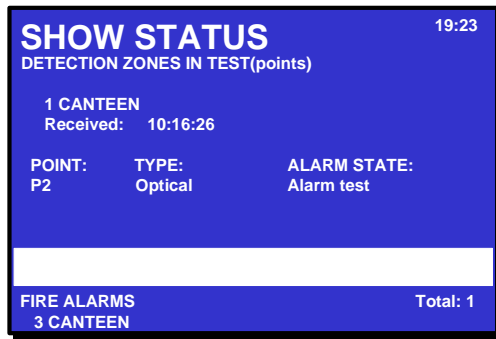 SHOW STATUS 19:23
DETECTION ZONES IN TEST(points)
1 CANTEEN
Received: 10:16:26
POINT: TYPE: ALARM STATE:
P2 Optical Alarm test
FIRE ALARMS Total: 1
3 CANTEEN